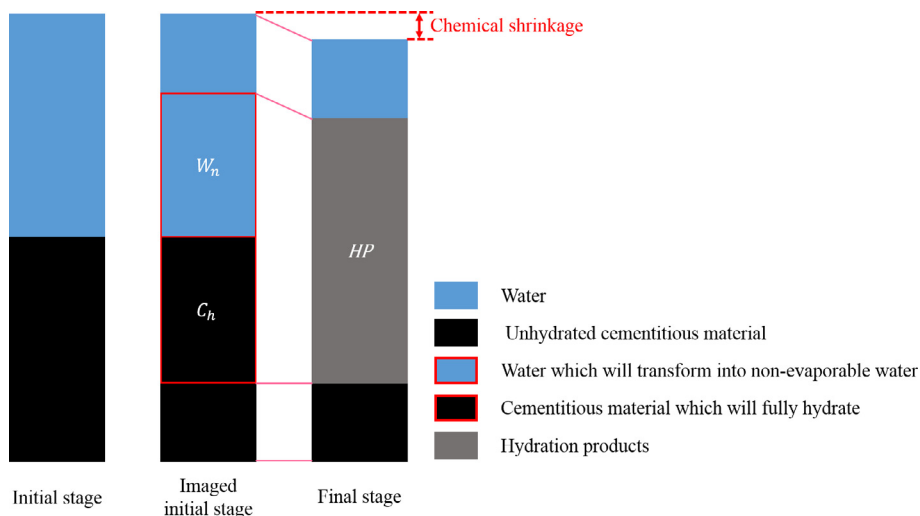 Chemical shrinkage
W_n
HP
C_h
Water
Unhydrated cementitious material
Water which will transform into non-evaporable water
Cementitious material which will fully hydrate
Hydration products
Initial stage
Imaged
initial stage
Final stage